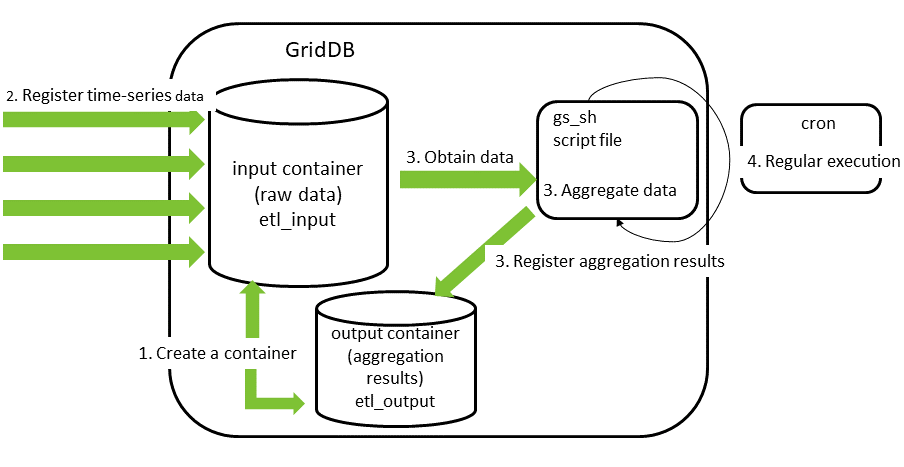 GridDB
2. Register time-series data
input container
(raw data)
etl_input
3. Obtain data
gs_sh
script file
3. Aggregate data
cron
4. Regular execution
3. Register aggregation results
1. Create a container
output container
(aggregation
results)
etl_output